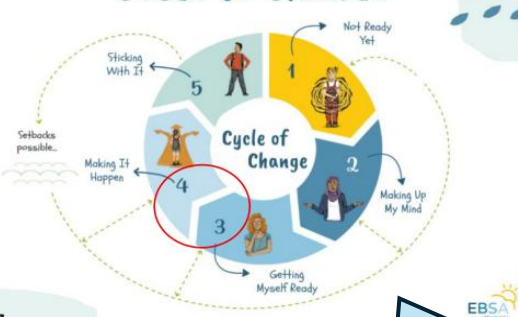 Not Ready
Yet
1
Sticking
With It
5
Cycle of
Change
2
Setbacks
possible...
Making It
Happen
4
Making Up
My Mind
3
Getting
Myself Ready
EBSA